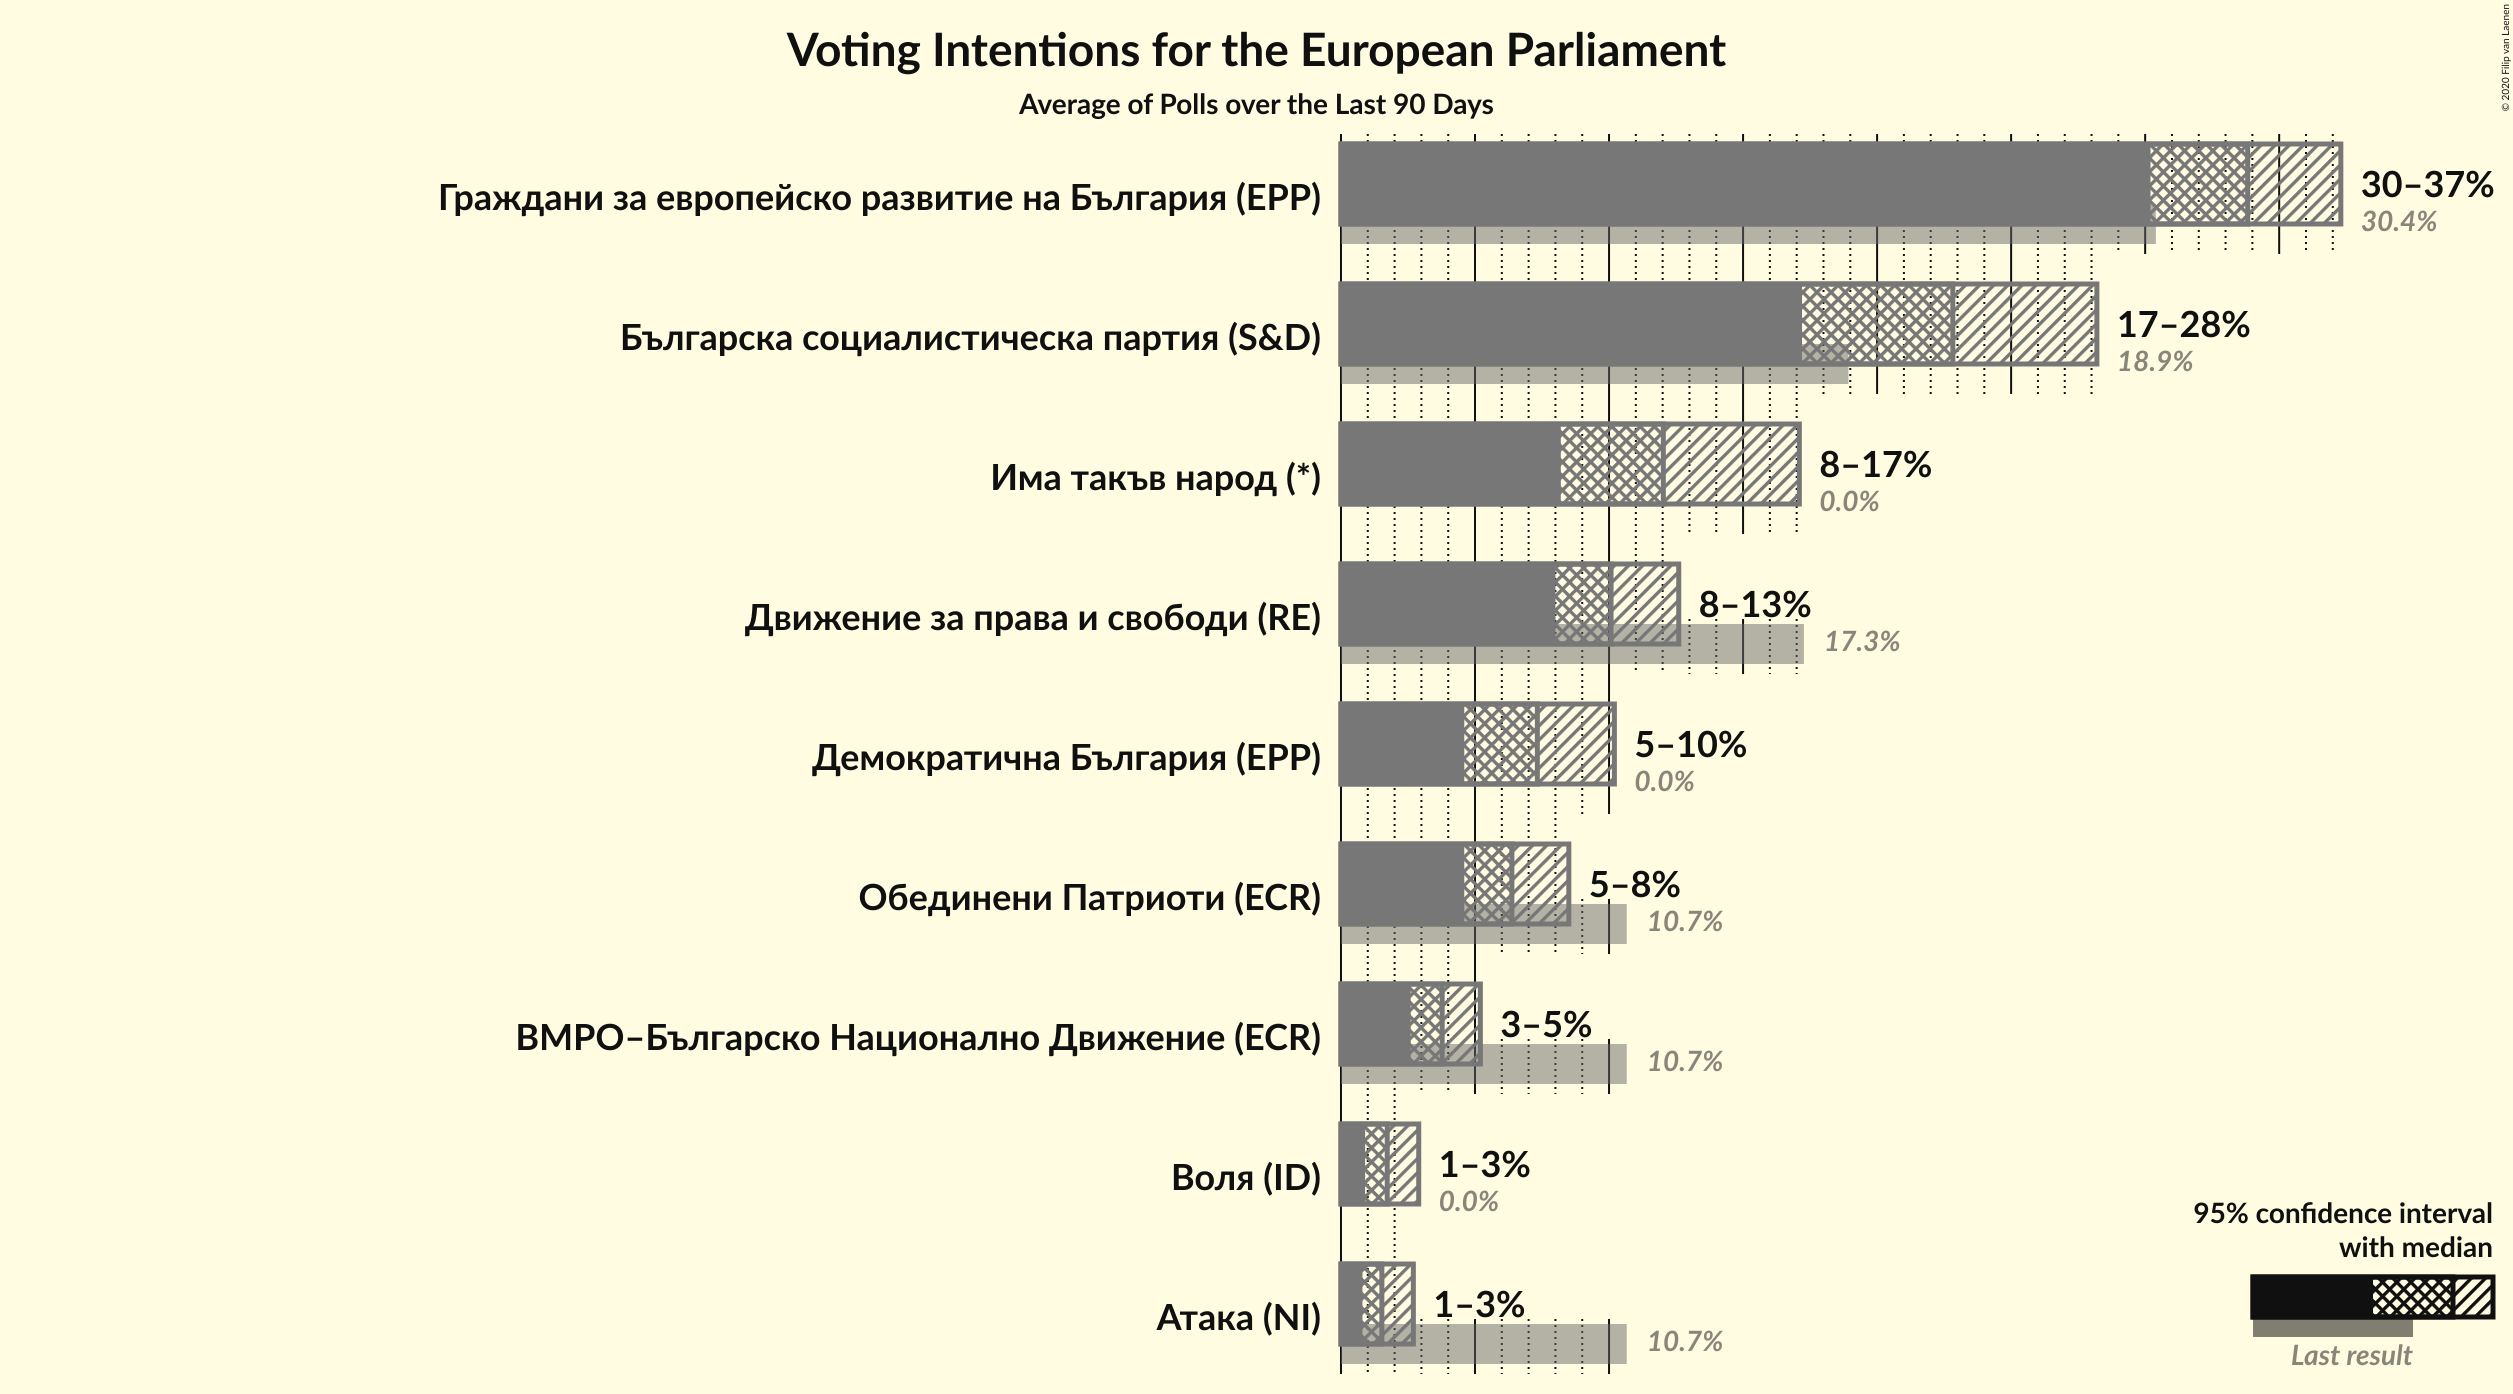 © 2020 Filip van Laenen
Voting Intentions for the European Parliament
Average of Polls over the Last 90 Days
Граждани за европейско развитие на България (EPP)
30–37%
30.4%
Българска социалистическа партия (S&D)
17–28%
18.9%
Има такъв народ (*)
8–17%
0.0%
Движение за права и свободи (RE)
8–13%
17.3%
Демократична България (EPP)
5–10%
0.0%
Обединени Патриоти (ECR)
5–8%
10.7%
ВМРО–Българско Национално Движение (ECR)
3–5%
10.7%
Воля (ID)
1–3%
0.0%
Атака (NI)
1–3%
10.7%
95% confidence interval
with median
Last result